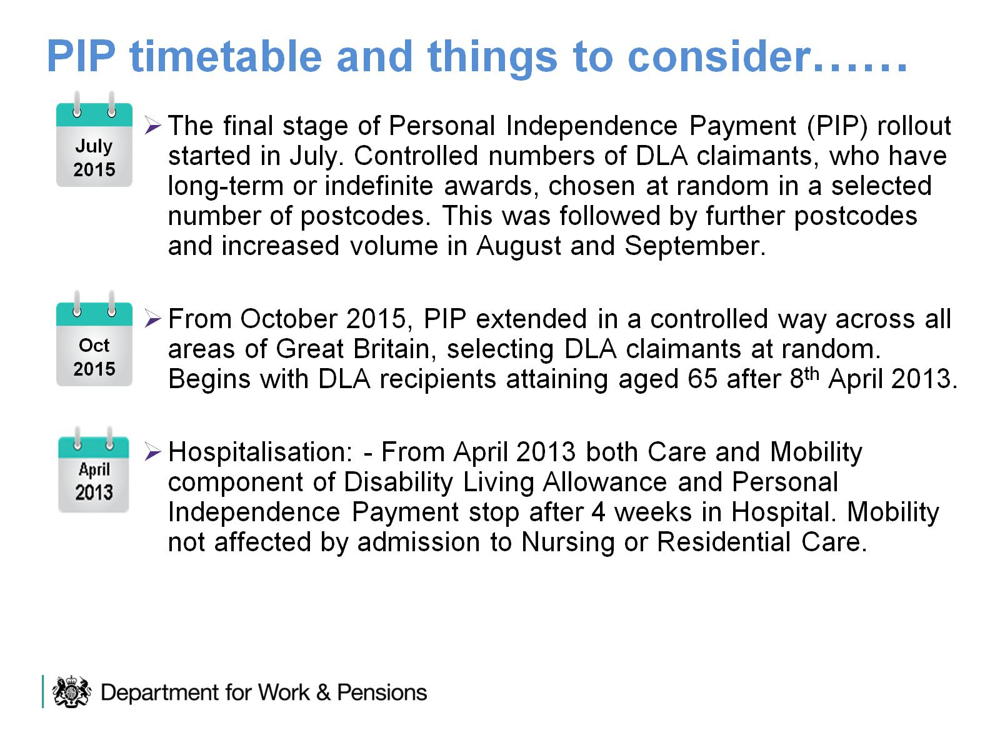 PIP timetable and things to consider……
July
2015
➢ The final stage of Personal Independence Payment (PIP) rollout
started in July. Controlled numbers of DLA claimants, who have
long-term or indefinite awards, chosen at random in a selected
number of postcodes. This was followed by further postcodes
and increased volume in August and September.
Oct
2015
➢ From October 2015, PIP extended in a controlled way across all
areas of Great Britain, selecting DLA claimants at random.
Begins with DLA recipients attaining aged 65 after 8th April 2013.
April
2013
➢ Hospitalisation: - From April 2013 both Care and Mobility
component of Disability Living Allowance and Personal
Independence Payment stop after 4 weeks in Hospital. Mobility
not affected by admission to Nursing or Residential Care.
Department for Work & Pensions